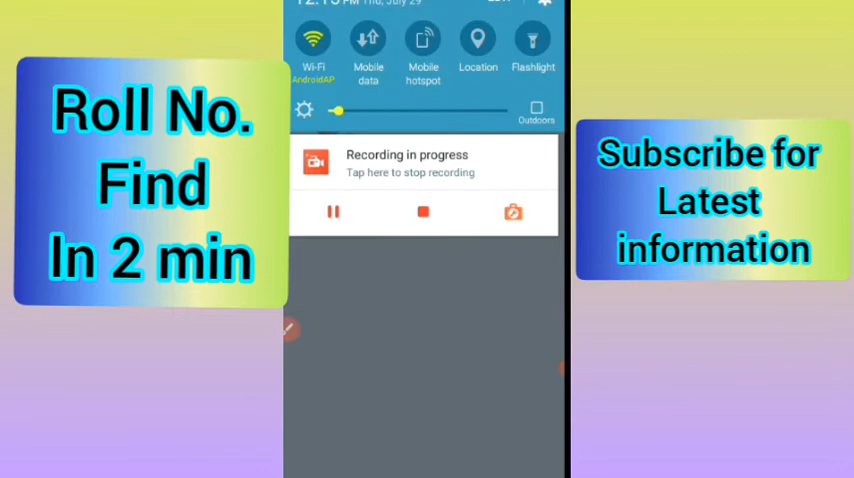 PM Thu, July 29
Wi-Fi
AndroidAP
Mobile data
Mobile hotspot
Location
Flashlight
Outdoors
Recording in progress
Tap here to stop recording
Roll No.
Find
In 2 min
Subscribe for
Latest
information